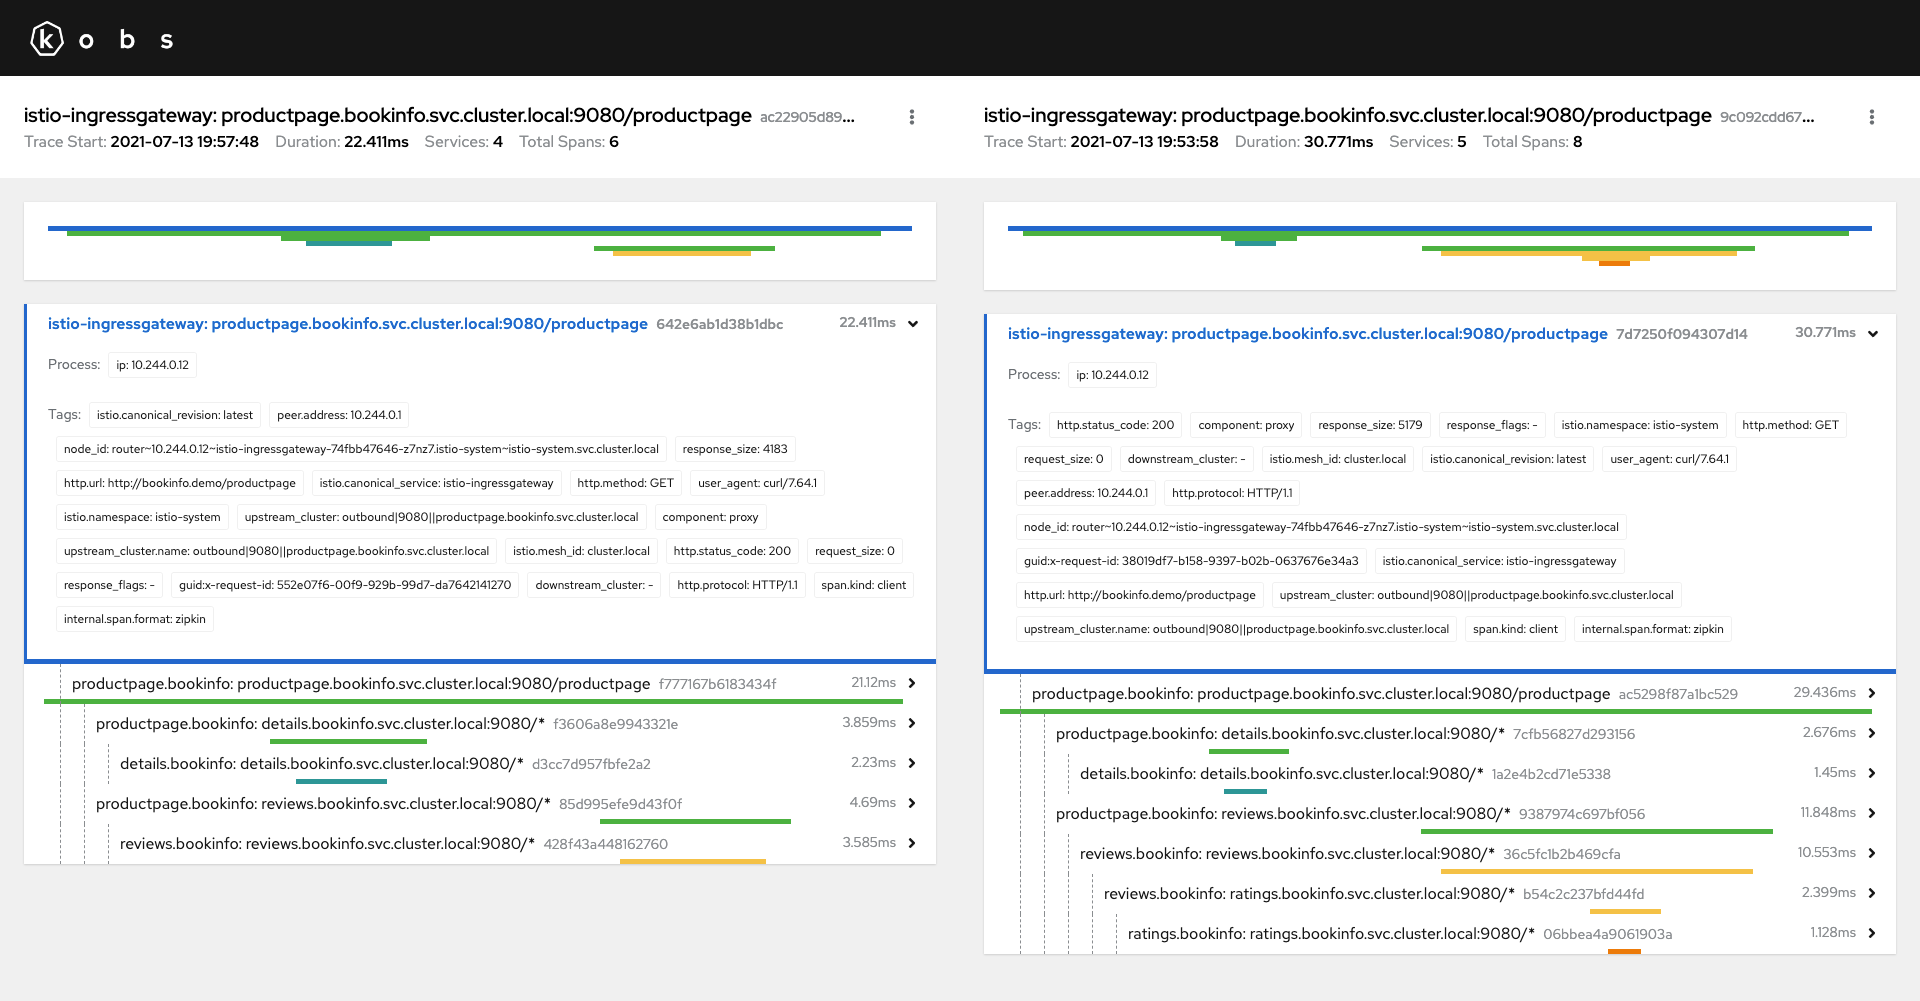 k o b s
istio-ingressgateway: productpage.bookinfo.svc.cluster.local:9080/productpage ac22905d89...
Trace Start: 2021-07-13 19:57:48 Duration: 22.411ms Services: 4 Total Spans: 6
istio-ingressgateway: productpage.bookinfo.svc.cluster.local:9080/productpage 642e6ab1d38b1dbc 22.411ms
Process: ip: 10.244.0.12
Tags: istio.canonical_revision: latest peer.address: 10.244.0.1
node_id: router~10.244.0.12~istio-ingressgateway-74fbb47646-z7nz7.istio-system~istio-system.svc.cluster.local response_size: 4183
http.url: http://bookinfo.demo/productpage istio.canonical_service: istio-ingressgateway http.method: GET user_agent: curl/7.64.1
istio.namespace: istio-system upstream_cluster: outbound|9080||productpage.bookinfo.svc.cluster.local component: proxy
upstream_cluster.name: outbound|9080||productpage.bookinfo.svc.cluster.local istio.mesh_id: cluster.local http.status_code: 200 request_size: 0
response_flags: - guid:x-request-id: 552e07f6-00f9-929b-99d7-da7642141270 downstream_cluster: - http.protocol: HTTP/1.1 span.kind: client
internal.span.format: zipkin
productpage.bookinfo: productpage.bookinfo.svc.cluster.local:9080/productpage f777167b6183434f 21.12ms
productpage.bookinfo: details.bookinfo.svc.cluster.local:9080/* f3606a8e9943321e 3.859ms
details.bookinfo: details.bookinfo.svc.cluster.local:9080/* d3cc7d957fbfe2a2 2.23ms
productpage.bookinfo: reviews.bookinfo.svc.cluster.local:9080/* 85d995efe9d43f0f 4.69ms
reviews.bookinfo: reviews.bookinfo.svc.cluster.local:9080/* 428f43a448162760 3.585ms
istio-ingressgateway: productpage.bookinfo.svc.cluster.local:9080/productpage 9c092cdd67...
Trace Start: 2021-07-13 19:53:58 Duration: 30.771ms Services: 5 Total Spans: 8
istio-ingressgateway: productpage.bookinfo.svc.cluster.local:9080/productpage 7d7250f094307d14 30.771ms
Process: ip: 10.244.0.12
Tags: http.status_code: 200 component: proxy response_size: 5179 response_flags: - istio.namespace: istio-system http.method: GET
request_size: 0 downstream_cluster: - istio.mesh_id: cluster.local istio.canonical_revision: latest user_agent: curl/7.64.1
peer.address: 10.244.0.1 http.protocol: HTTP/1.1
node_id: router~10.244.0.12~istio-ingressgateway-74fbb47646-z7nz7.istio-system~istio-system.svc.cluster.local
guid:x-request-id: 38019df7-b158-9397-b02b-0637676e34a3 istio.canonical_service: istio-ingressgateway
http.url: http://bookinfo.demo/productpage upstream_cluster: outbound|9080||productpage.bookinfo.svc.cluster.local
upstream_cluster.name: outbound|9080||productpage.bookinfo.svc.cluster.local span.kind: client internal.span.format: zipkin
productpage.bookinfo: productpage.bookinfo.svc.cluster.local:9080/productpage ac5298f87a1bc529 29.436ms
productpage.bookinfo: details.bookinfo.svc.cluster.local:9080/* 7cfb56827d293156 2.676ms
details.bookinfo: details.bookinfo.svc.cluster.local:9080/* 1a2e4b2cd71e5338 1.45ms
productpage.bookinfo: reviews.bookinfo.svc.cluster.local:9080/* 9387974c697bf056 11.848ms
reviews.bookinfo: reviews.bookinfo.svc.cluster.local:9080/* 36c5fc1b2b469cfa 10.553ms
reviews.bookinfo: ratings.bookinfo.svc.cluster.local:9080/* b54c2c237bfd44fd 2.399ms
ratings.bookinfo: ratings.bookinfo.svc.cluster.local:9080/* 06bbea4a9061903a 1.128ms